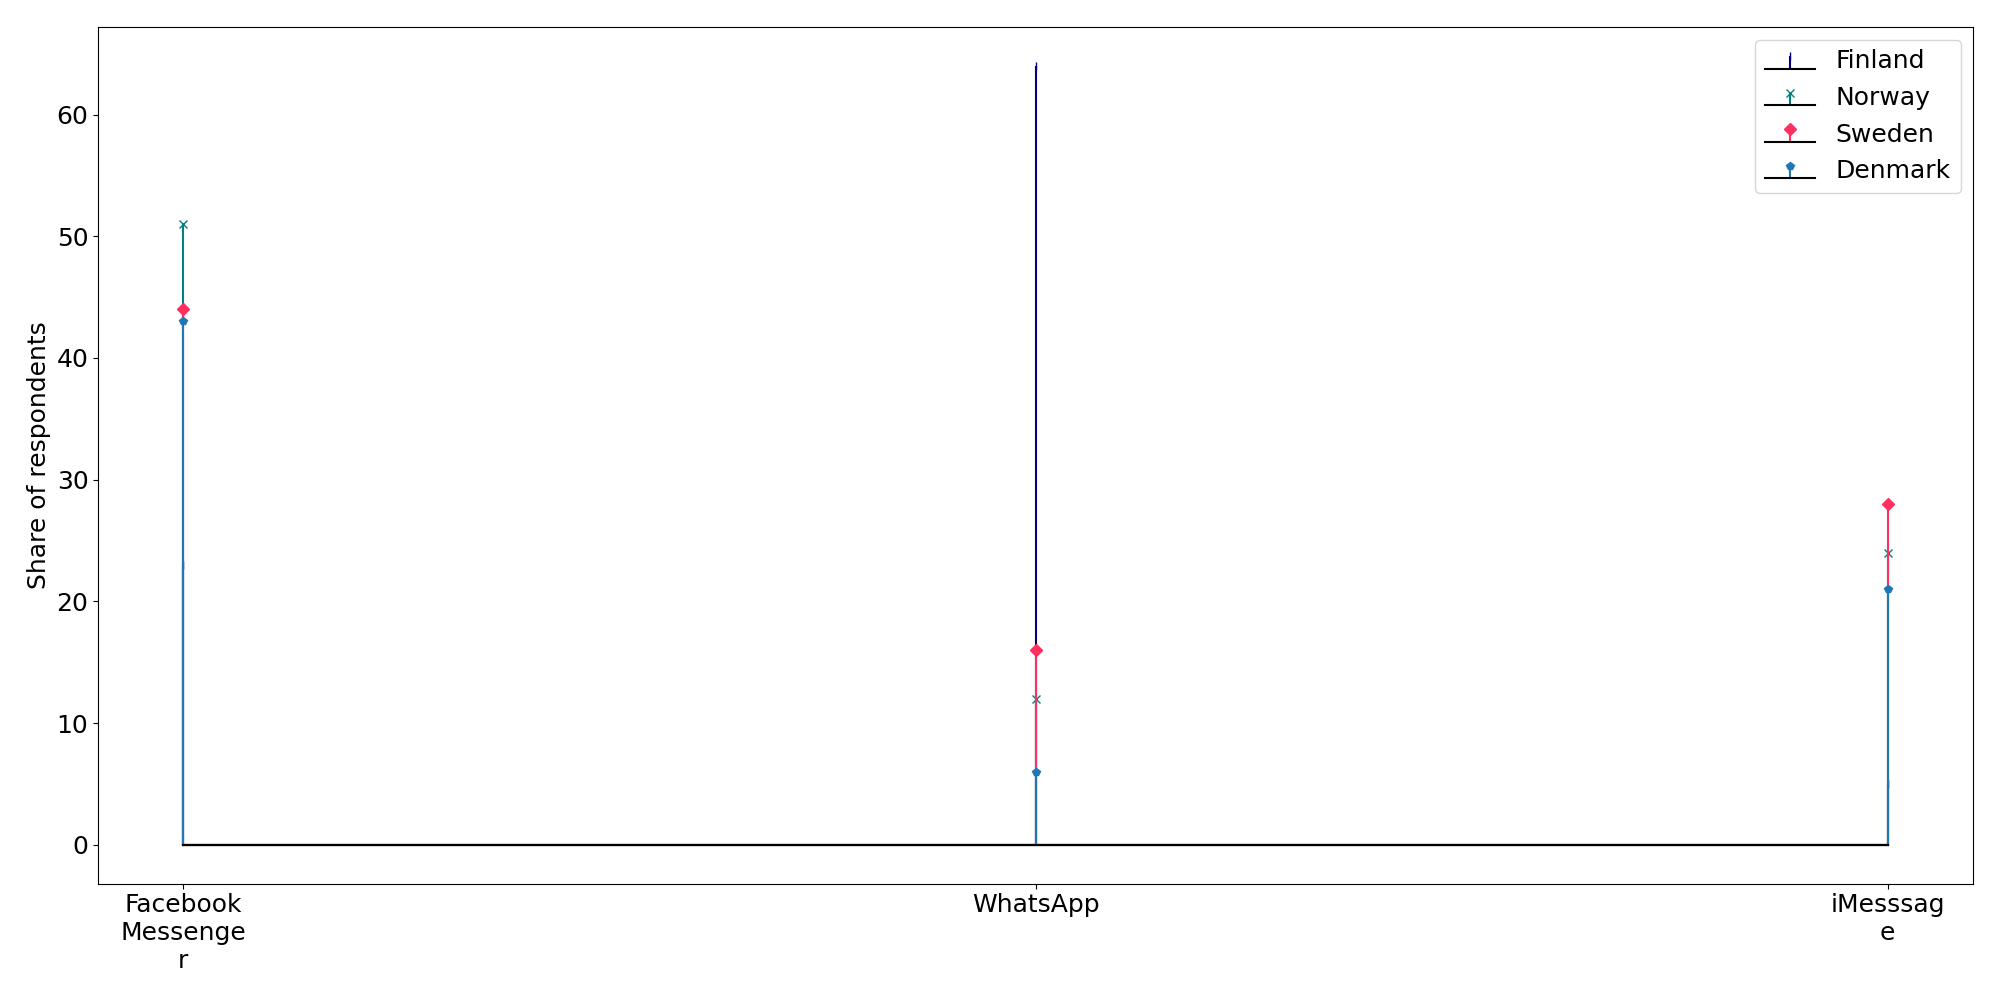 Finland
Norway
Sweden
Denmark
60
50
40
30
20
10
0
Share of respondents
Facebook
Messenge
r
WhatsApp
iMesssag
e